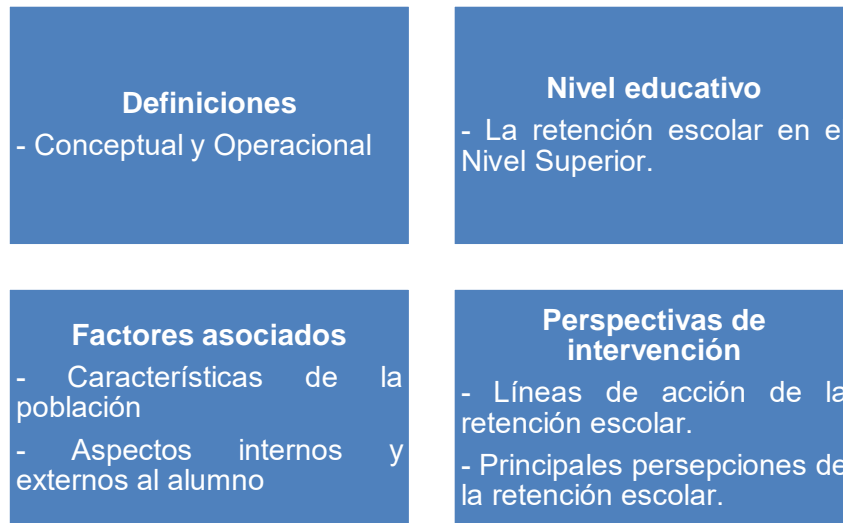 Definiciones
- Conceptual y Operacional
Nivel educativo
- La retención escolar en el
Nivel Superior.
Factores asociados
- Características de la
población
- Aspectos internos y
externos al alumno
Perspectivas de
intervención
- Líneas de acción de la
retención escolar.
- Principales persepciones de
la retención escolar.